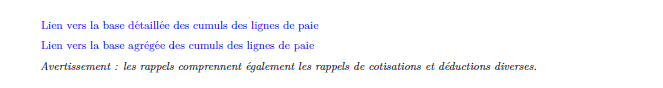 Lien vers la base détaillée des cumuls des lignes de paie
Lien vers la base agrégée des cumuls des lignes de paie
Avertissement : les rappels comprennent également les rappels de cotisations et déductions diverses.